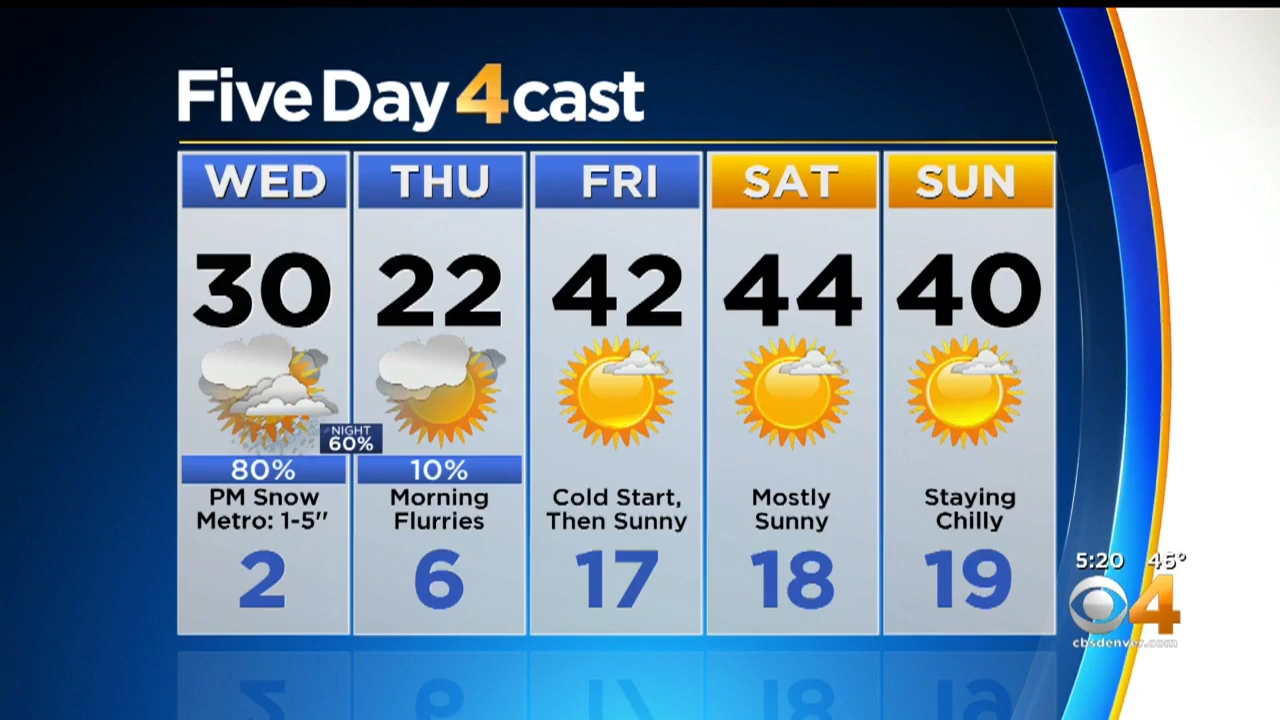 Five Day 4cast
WED
THU
FRI
SAT
SUN
30
22
42
44
40
NIGHT
60%
80%
10%
PM Snow
Metro: 1-5"
Morning
Flurries
Cold Start,
Then Sunny
Mostly
Sunny
Staying
Chilly
2
6
17
18
19
5:20 46°
4
cbsdenver.com